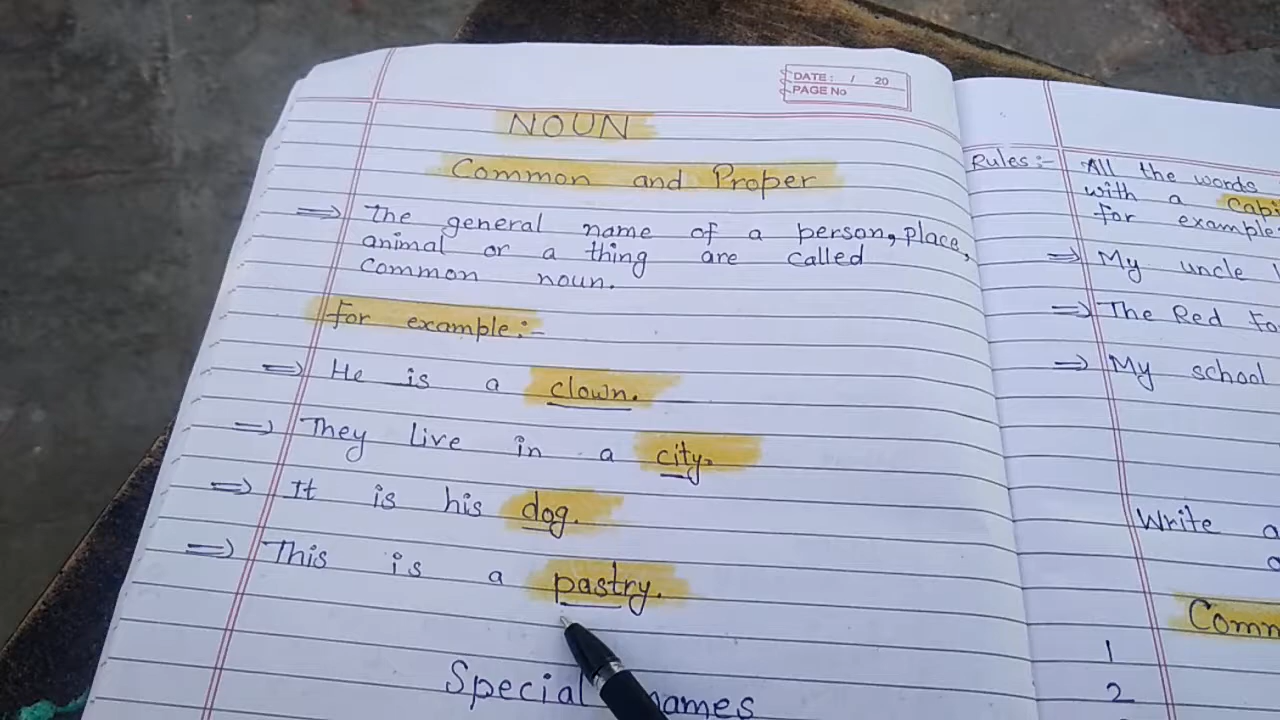 DATE: / 20
PAGE No
NOUN
Common and Proper
⇒ The general name of a person, place,
animal or a thing are called
common noun.
For example:-
⇒ He is a clown.
⇒ They live in a city.
⇒ It is his dog.
⇒ This is a pastry.
Special names
Rules:- All the words
with a
for example:
⇒ My uncle
⇒ The Red
⇒ My school
Write a
1
2